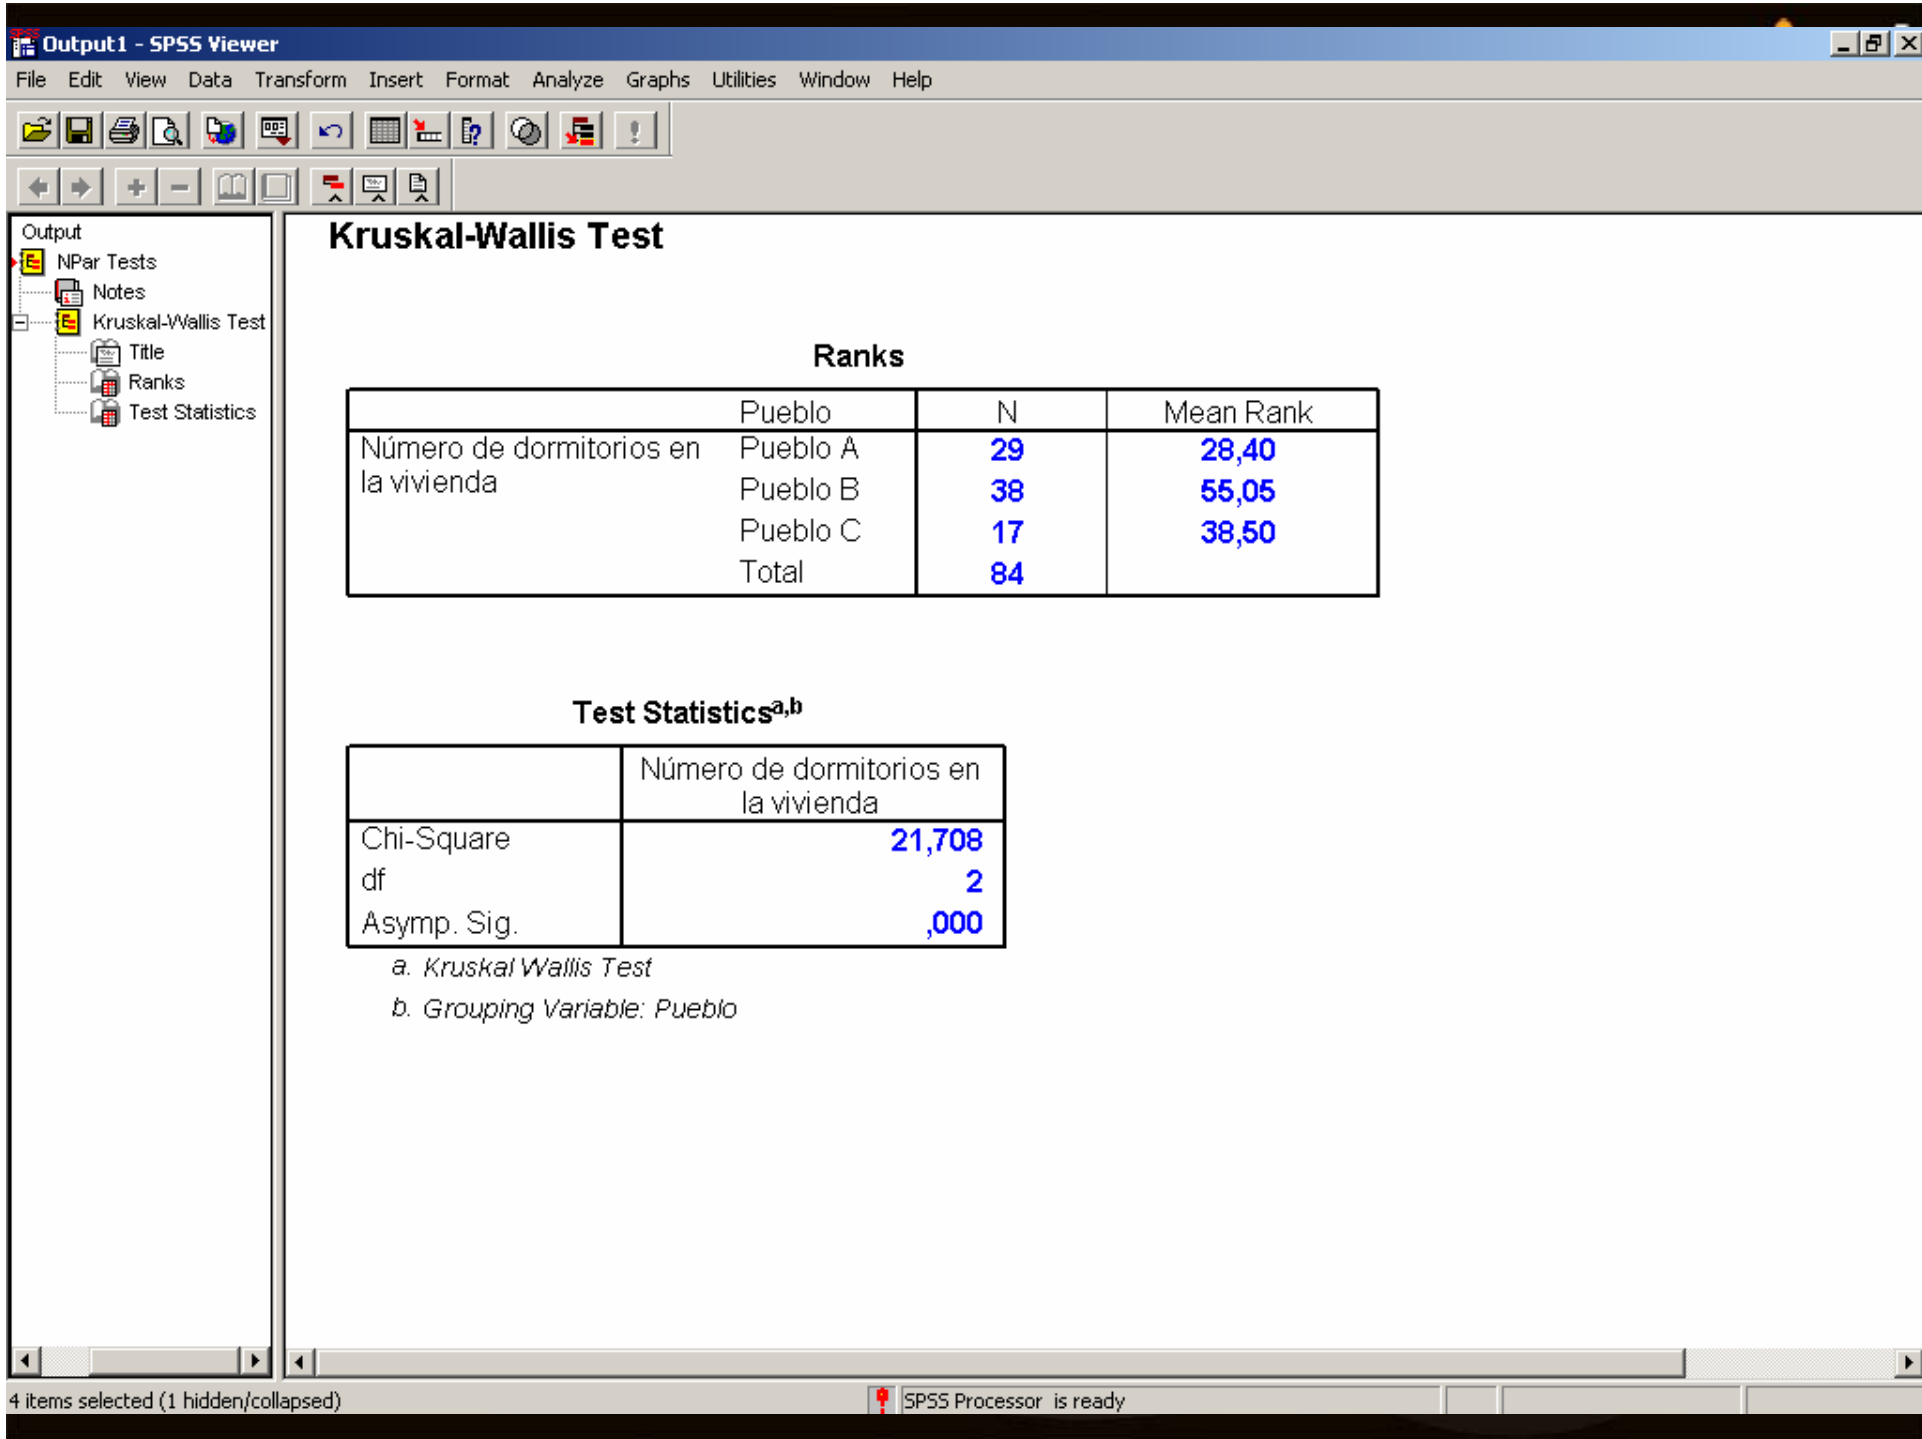 Output1 - SPSS Viewer
File Edit View Data Transform Insert Format Analyze Graphs Utilities Window Help
Output
NPar Tests
Notes
Kruskal-Wallis Test
Title
Ranks
Test Statistics
Kruskal-Wallis Test
Ranks
Pueblo N Mean Rank
Número de dormitorios en la vivienda Pueblo A 29 28,40
Pueblo B 38 55,05
Pueblo C 17 38,50
Total 84
Test Statistics a,b
Número de dormitorios en
la vivienda
Chi-Square 21,708
df 2
Asymp. Sig. ,000
a. Kruskal Wallis Test
b. Grouping Variable: Pueblo
4 items selected (1 hidden/collapsed)
SPSS Processor is ready